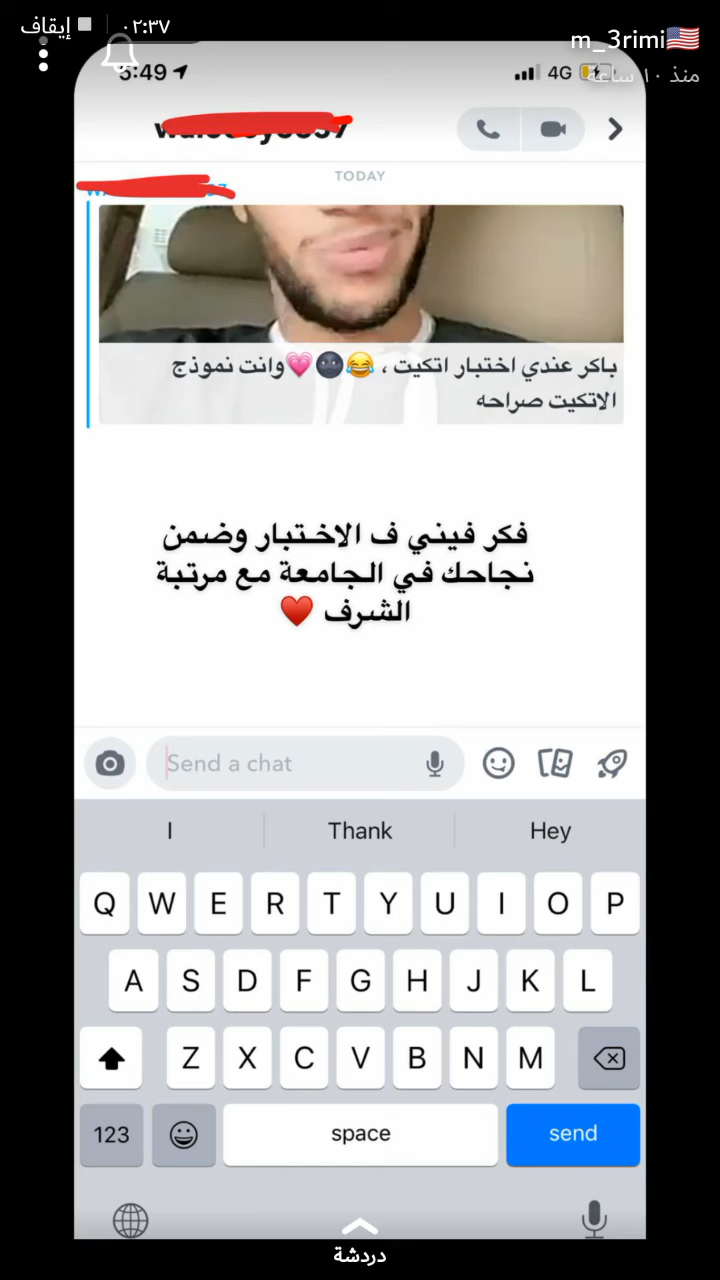 إيقاف
٠٢:٣٧
m_3rimi🇺🇸
منذ ١٠ ساعة
5:49
4G
TODAY
باكر عندي اختبار اتكيت ، 😂🌚💗وانت نموذج
الاتكيت صراحه
فكر فيني ف الاختبار وضمن
نجاحك في الجامعة مع مرتبة
الشرف ♥️
Send a chat
I Thank Hey
Q W E R T Y U I O P
A S D F G H J K L
Z X C V B N M
123 space send
دردشة